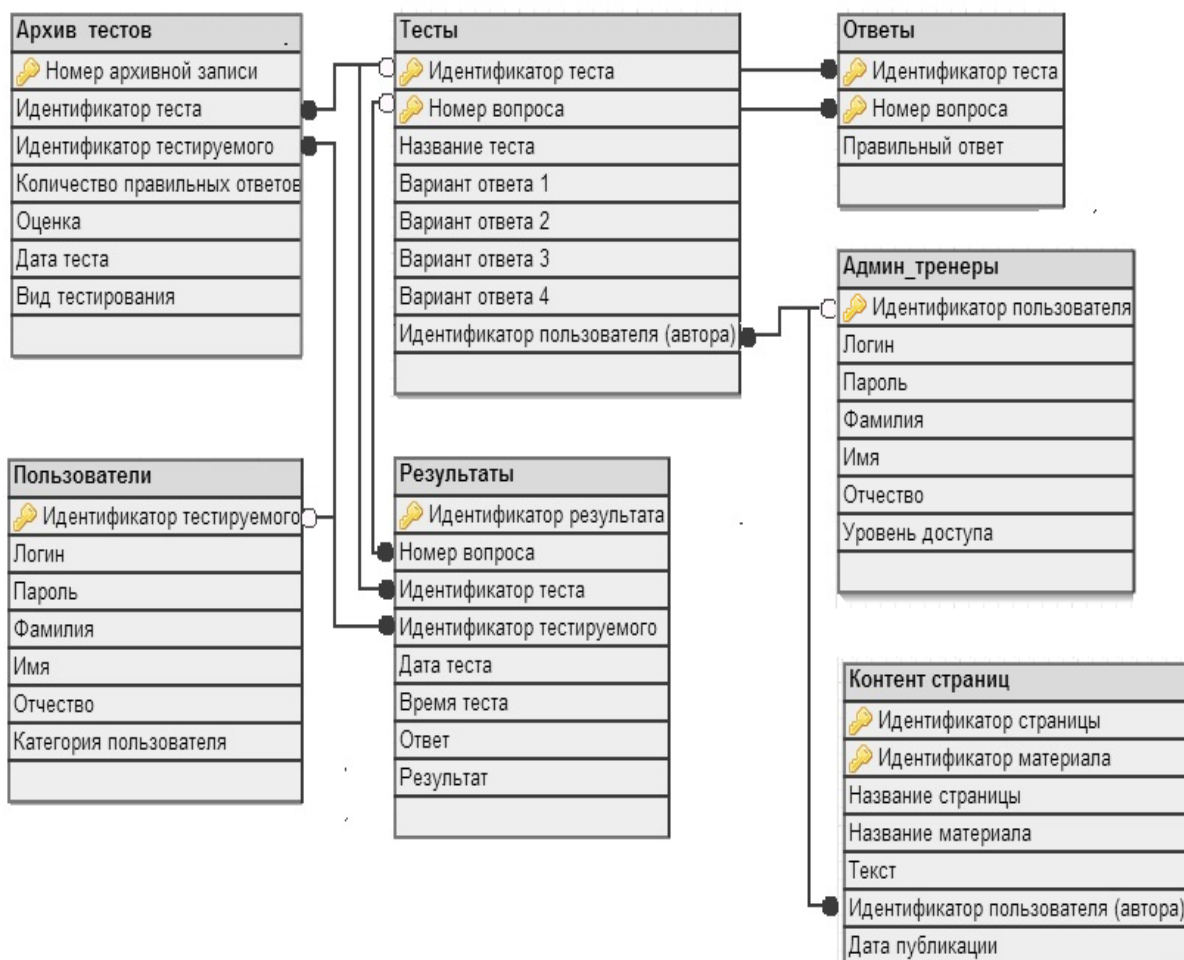 Архив тестов
Номер архивной записи
Идентификатор теста
Идентификатор тестируемого
Количество правильных ответов
Оценка
Дата теста
Вид тестирования
Тесты
Идентификатор теста
Номер вопроса
Название теста
Вариант ответа 1
Вариант ответа 2
Вариант ответа 3
Вариант ответа 4
Идентификатор пользователя (автора)
Ответы
Идентификатор теста
Номер вопроса
Правильный ответ
Админ_тренеры
Идентификатор пользователя
Логин
Пароль
Фамилия
Имя
Отчество
Уровень доступа
Пользователи
Идентификатор тестируемого
Логин
Пароль
Фамилия
Имя
Отчество
Категория пользователя
Результаты
Идентификатор результата
Номер вопроса
Идентификатор теста
Идентификатор тестируемого
Дата теста
Время теста
Ответ
Результат
Контент страниц
Идентификатор страницы
Идентификатор материала
Название страницы
Название материала
Текст
Идентификатор пользователя (автора)
Дата публикации